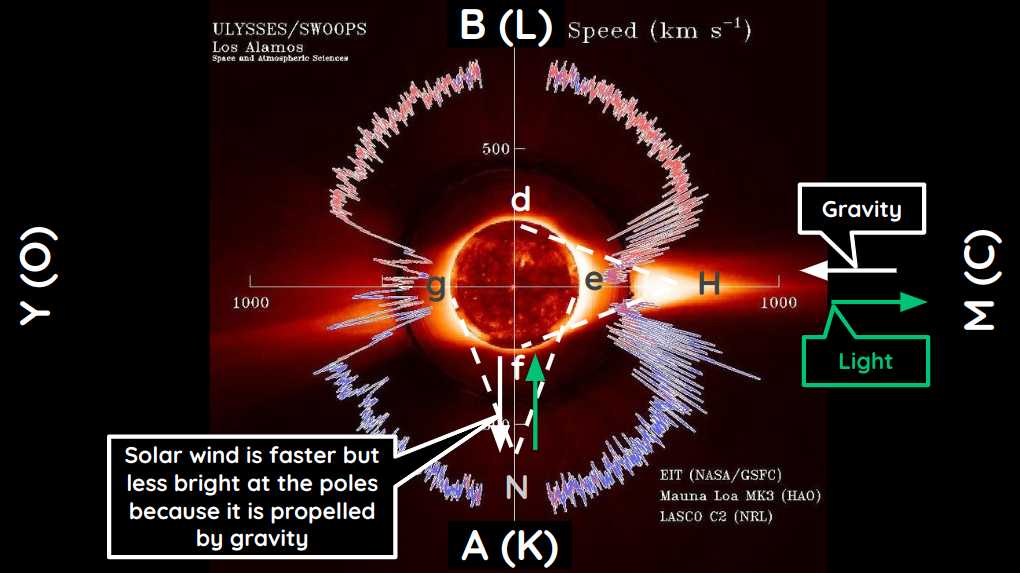 ULYSSES/SWOOPS
Los Alamos
Space and Atmospheric Sciences
B (L)
Speed (km s⁻¹)
500
d
Gravity
Y (O)
g
e
H
M (C)
1000
1000
Light
f
Solar wind is faster but
less bright at the poles
because it is propelled
by gravity
N
EIT (NASA/GSFC)
Mauna Loa MK3 (HAO)
LASCO C2 (NRL)
A (K)